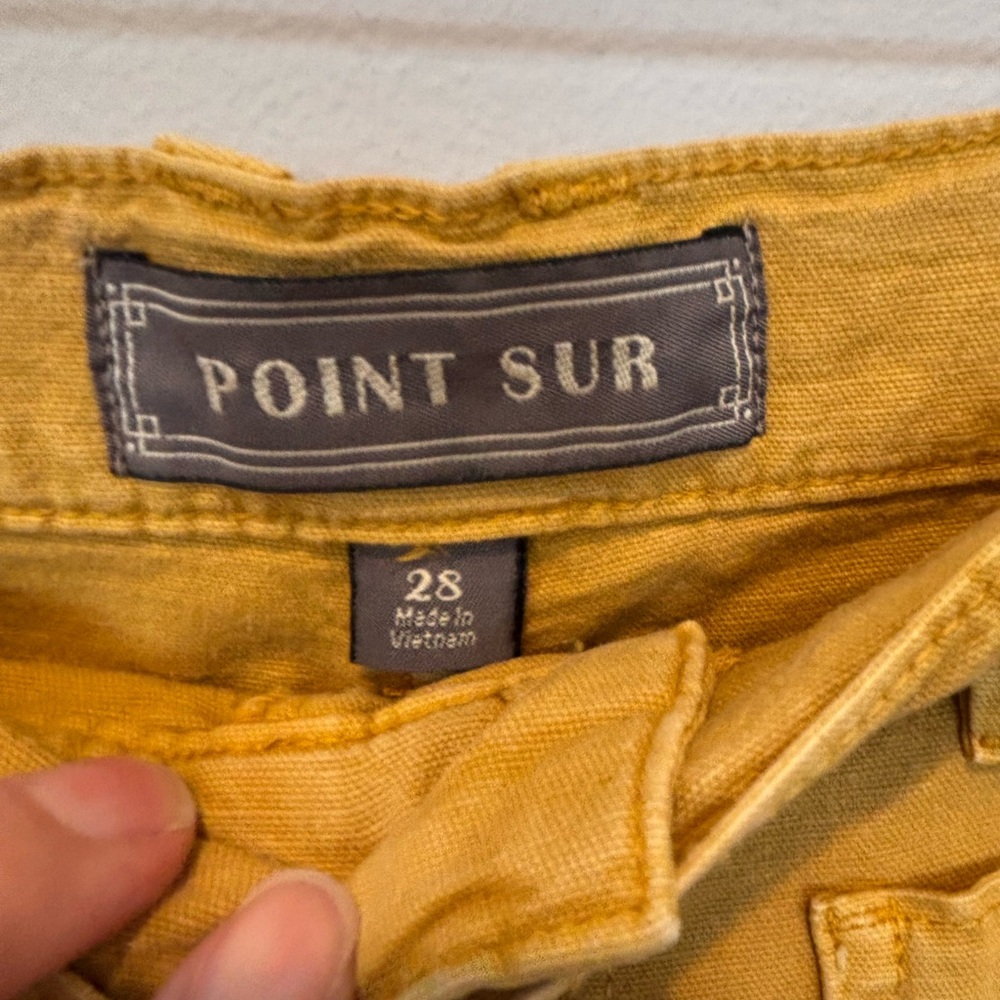 POINT SUR
28
Made in
Vietnam